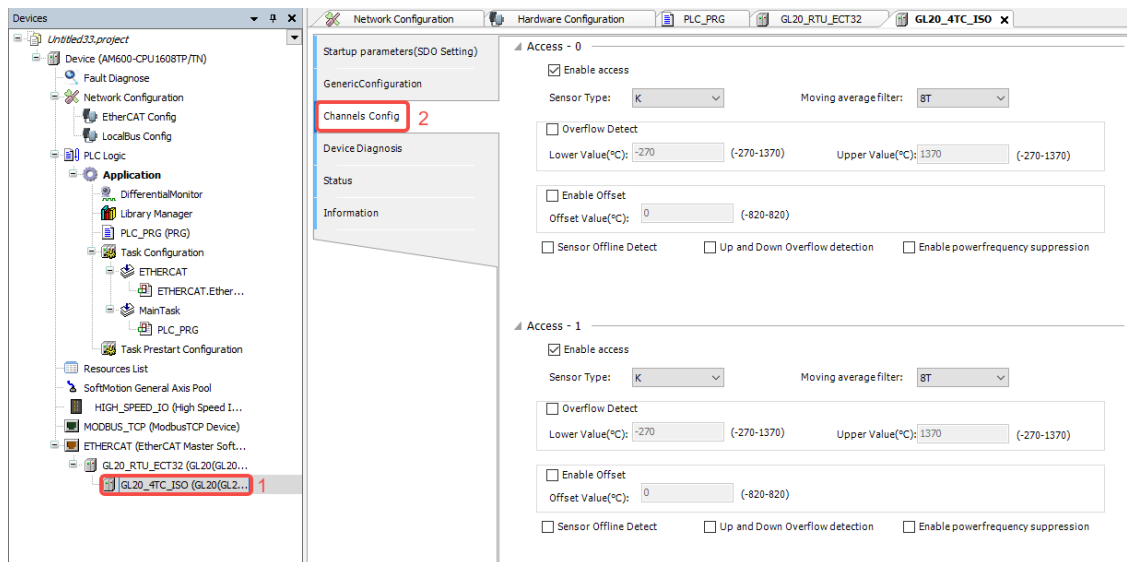 Devices
Untitled33.project
Device (AM600-CPU1608TP/TN)
Fault Diagnose
Network Configuration
EtherCAT Config
LocalBus Config
PLC Logic
Application
DifferentialMonitor
Library Manager
PLC_PRG (PRG)
Task Configuration
ETHERCAT
ETHERCAT.Ether...
MainTask
PLC_PRG
Task Prestart Configuration
Resources List
SoftMotion General Axis Pool
HIGH_SPEED_IO (High Speed I...
MODBUS_TCP (ModbusTCP Device)
ETHERCAT (EtherCAT Master Soft...
GL20_RTU_ECT32 (GL20(GL20...
GL20_4TC_ISO (GL20(GL2... 1
Network Configuration Hardware Configuration PLC_PRG GL20_RTU_ECT32 GL20_4TC_ISO
Startup parameters(SDO Setting)
GenericConfiguration
Channels Config 2
Device Diagnosis
Status
Information
Access - 0
Enable access
Sensor Type: K Moving average filter: 8T
Overflow Detect
Lower Value(°C): -270 (-270-1370) Upper Value(°C): 1370 (-270-1370)
Enable Offset
Offset Value(°C): 0 (-820-820)
Sensor Offline Detect Up and Down Overflow detection Enable powerfrequency suppression
Access - 1
Enable access
Sensor Type: K Moving average filter: 8T
Overflow Detect
Lower Value(°C): -270 (-270-1370) Upper Value(°C): 1370 (-270-1370)
Enable Offset
Offset Value(°C): 0 (-820-820)
Sensor Offline Detect Up and Down Overflow detection Enable powerfrequency suppression